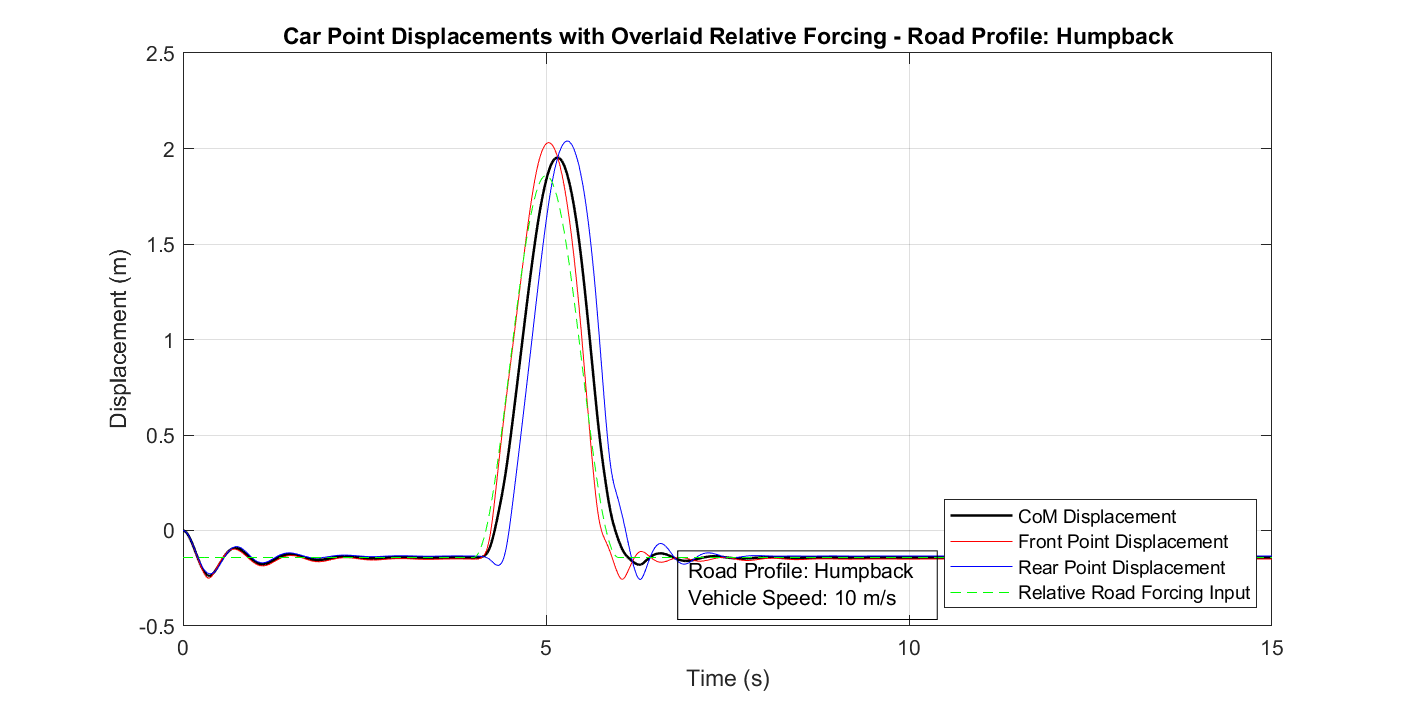 Car Point Displacements with Overlaid Relative Forcing - Road Profile: Humpback
2.5
2
1.5
1
0.5
0
-0.5
Displacement (m)
0
5
10
15
Time (s)
Road Profile: Humpback
Vehicle Speed: 10 m/s
CoM Displacement
Front Point Displacement
Rear Point Displacement
Relative Road Forcing Input